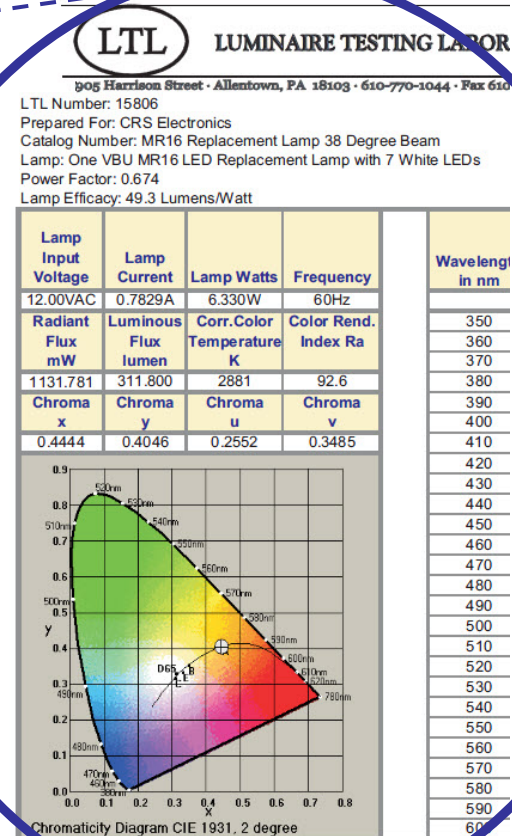 LTL
LUMINAIRE TESTING LABOR
905 Harrison Street · Allentown, PA 18103 · 610-770-1044 · Fax 610
LTL Number: 15806
Prepared For: CRS Electronics
Catalog Number: MR16 Replacement Lamp 38 Degree Beam
Lamp: One VBU MR16 LED Replacement Lamp with 7 White LEDs
Power Factor: 0.674
Lamp Efficacy: 49.3 Lumens/Watt
Lamp Input Voltage Lamp Current Lamp Watts Frequency
12.00VAC 0.7829A 6.330W 60Hz
Radiant Flux mW Luminous Flux lumen Corr.Color Temperature K Color Rend. Index Ra
1131.781 311.800 2881 92.6
Chroma x Chroma y Chroma u Chroma v
0.4444 0.4046 0.2552 0.3485
Wavelengt
in nm
350
360
370
380
390
400
410
420
430
440
450
460
470
480
490
500
510
520
530
540
550
560
570
580
590
60
0.9
0.8
0.7
0.6
0.5
y
0.4
0.3
0.2
0.1
0.0
520nm
530nm
540nm
510nm
550nm
560nm
570nm
500nm
580nm
590nm
600nm
610nm
620nm
780nm
D65
B
E
490nm
480nm
470nm
460nm
380nm
0.0 0.1 0.2 0.3 0.4 0.5 0.6 0.7 0.8
x
Chromaticity Diagram CIE 1931, 2 degree